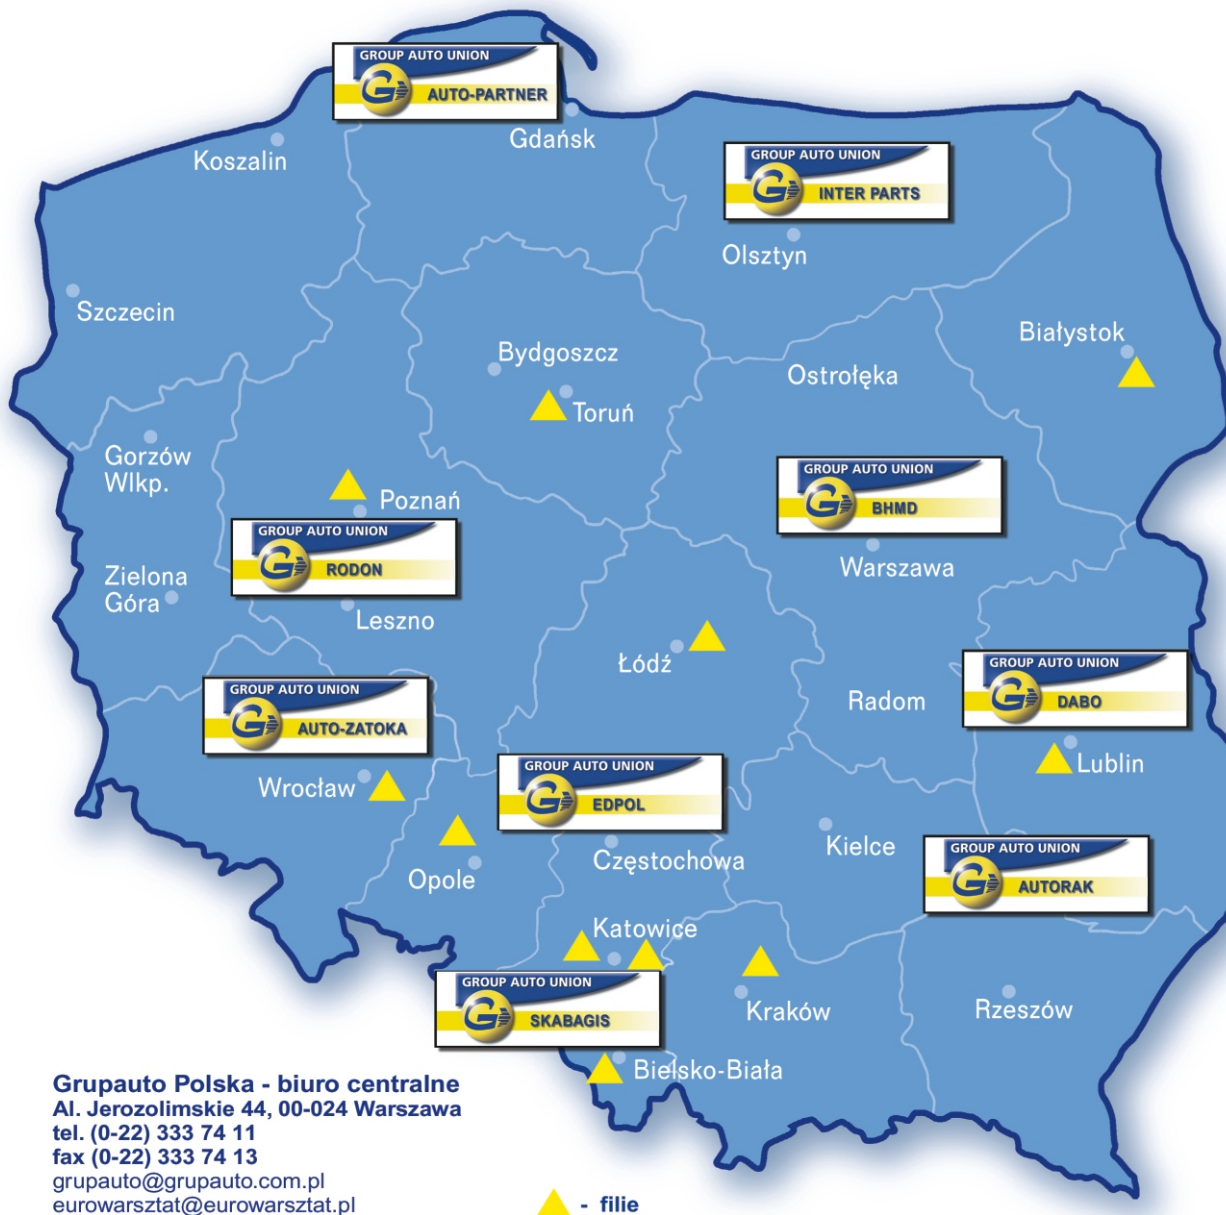 GROUP AUTO UNION
AUTO-PARTNER
Gdańsk
Koszalin
GROUP AUTO UNION
INTER PARTS
Olsztyn
Szczecin
Białystok
Bydgoszcz
Ostrołęka
Toruń
Gorzów
Wlkp.
GROUP AUTO UNION
BHMD
Poznań
GROUP AUTO UNION
RODON
Warszawa
Zielona
Góra
Leszno
Łódź
GROUP AUTO UNION
DABO
GROUP AUTO UNION
AUTO-ZATOKA
Radom
Lublin
Wrocław
GROUP AUTO UNION
EDPOL
Kielce
GROUP AUTO UNION
AUTORAK
Częstochowa
Opole
Katowice
GROUP AUTO UNION
SKABAGIS
Kraków
Rzeszów
Bielsko-Biała
Grupauto Polska - biuro centralne
Al. Jerozolimskie 44, 00-024 Warszawa
tel. (0-22) 333 74 11
fax (0-22) 333 74 13
grupauto@grupauto.com.pl
eurowarsztat@eurowarsztat.pl
- filie